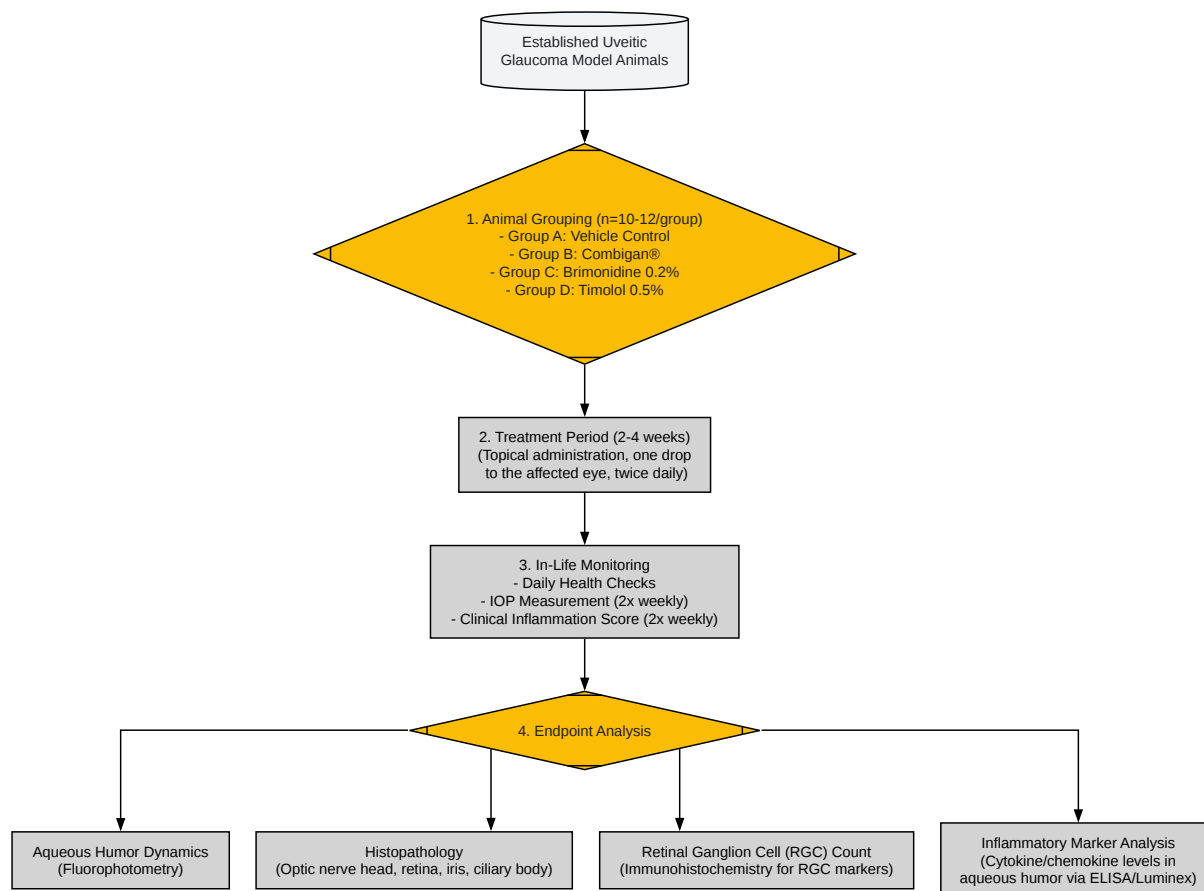 Established Uveitic
Glaucoma Model Animals
1. Animal Grouping (n=10-12/group)
- Group A: Vehicle Control
- Group B: Combigan®
- Group C: Brimonidine 0.2%
- Group D: Timolol 0.5%
2. Treatment Period (2-4 weeks)
(Topical administration, one drop
to the affected eye, twice daily)
3. In-Life Monitoring
- Daily Health Checks
- IOP Measurement (2x weekly)
- Clinical Inflammation Score (2x weekly)
4. Endpoint Analysis
Aqueous Humor Dynamics
(Fluorophotometry)
Histopathology
(Optic nerve head, retina, iris, ciliary body)
Retinal Ganglion Cell (RGC) Count
(Immunohistochemistry for RGC markers)
Inflammatory Marker Analysis
(Cytokine/chemokine levels in
aqueous humor via ELISA/Luminex)